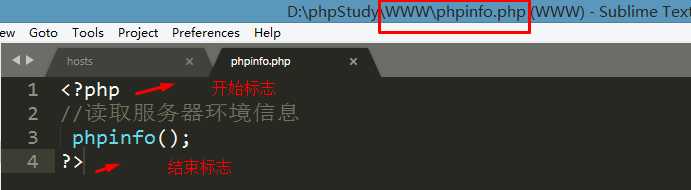 D:\phpStudy\WWW\phpinfo.php (WWW) - Sublime Text
ew Goto Tools Project Preferences Help
hosts × phpinfo.php ×
1 <?php 开始标志
2 //读取服务器环境信息
3 phpinfo();
4 ?> 结束标志